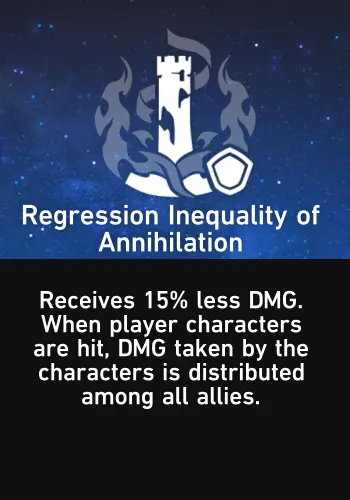 Regression Inequality of
Annihilation
Receives 15% less DMG.
When player characters
are hit, DMG taken by the
characters is distributed
among all allies.